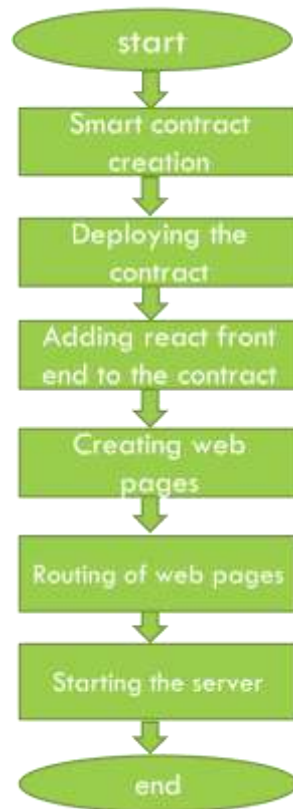 start
Smart contract
creation
Deploying the
contract
Adding react front
end to the contract
Creating web
pages
Routing of web pages
Starting the server
end